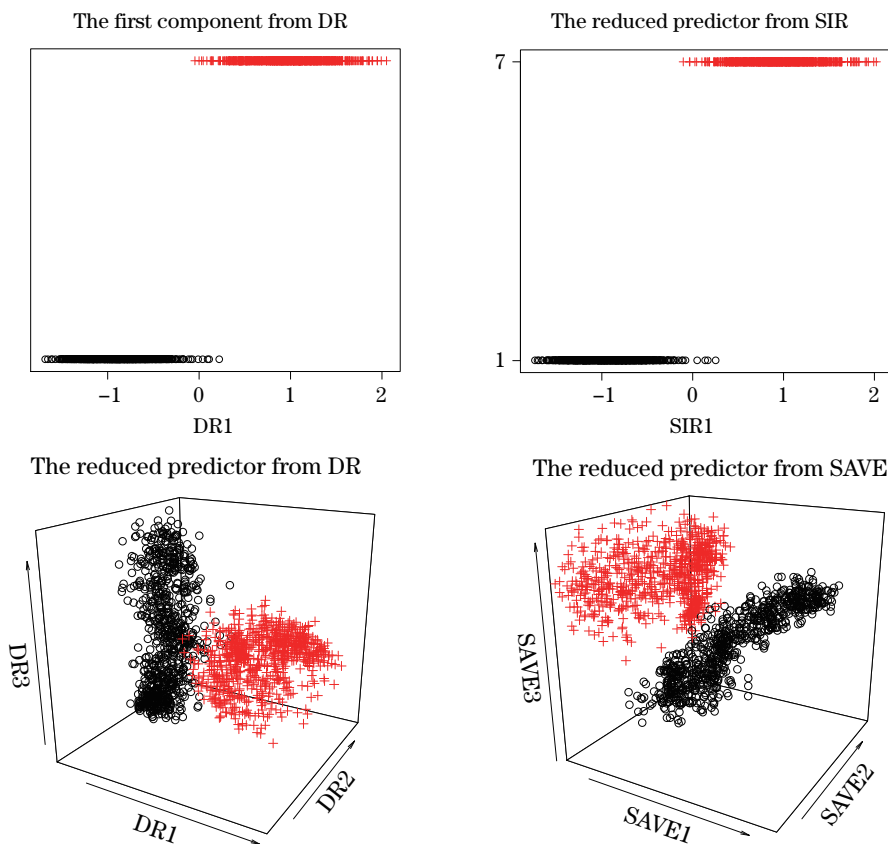 The first component from DR
−1
0
1
2
DR1
The reduced predictor from SIR
7
1
−1
0
1
2
SIR1
The reduced predictor from DR
DR3
DR1
DR2
The reduced predictor from SAVE
SAVE3
SAVE1
SAVE2